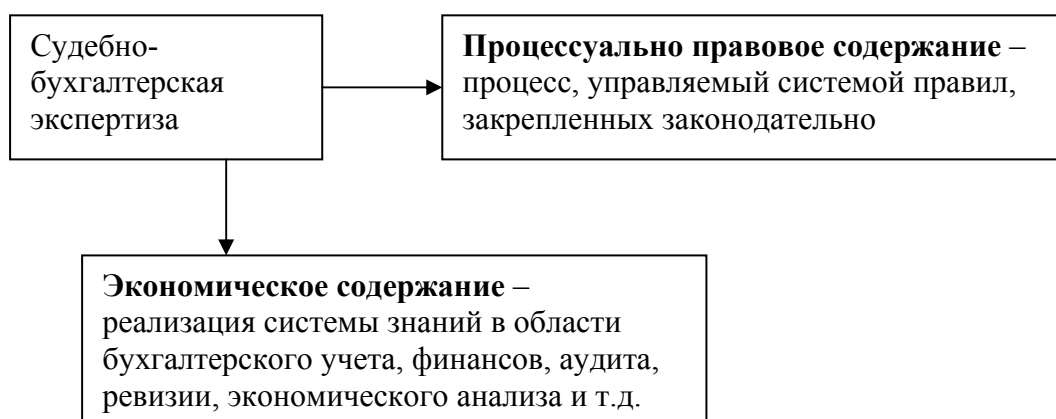 Судебно-
бухгалтерская
экспертиза
Процессуально правовое содержание –
процесс, управляемый системой правил,
закрепленных законодательно
Экономическое содержание –
реализация системы знаний в области
бухгалтерского учета, финансов, аудита,
ревизии, экономического анализа и т.д.